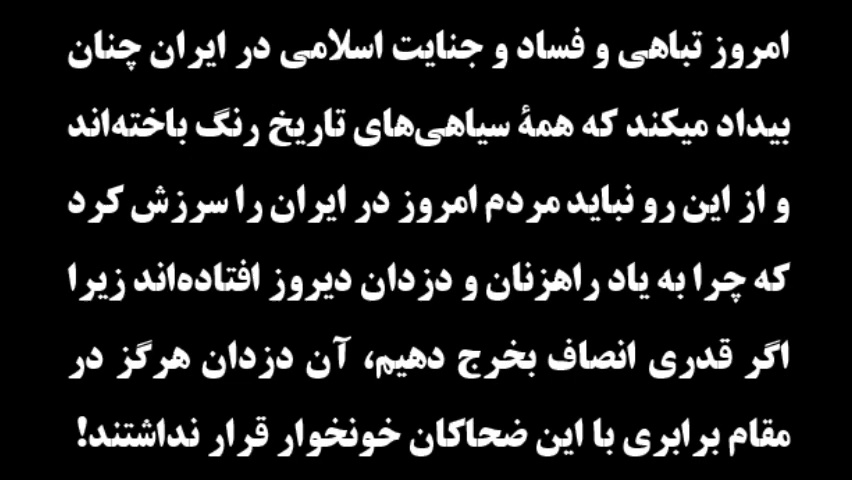 امروز تباهی و فساد و جنایت اسلامی در ایران چنان
بیداد میکند که همهٔ سیاهی‌های تاریخ رنگ باخته‌اند
و از این رو نباید مردم امروز در ایران را سرزش کرد
که چرا به یاد راهزنان و دزدان دیروز افتاده‌اند زیرا
اگر قدری انصاف بخرج دهیم، آن دزدان هرگز در
مقام برابری با این ضحاکان خونخوار قرار نداشتند!